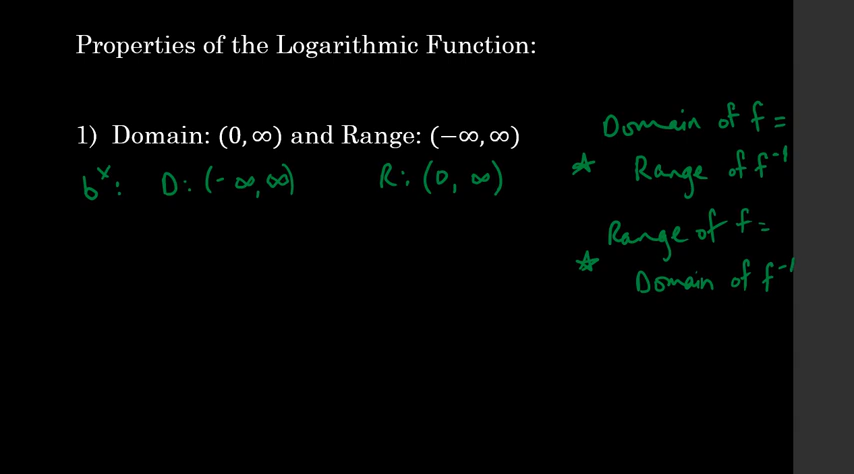 Properties of the Logarithmic Function:
1) Domain: (0, ∞) and Range: (−∞, ∞)
bˣ: D: (-∞, ∞) R: (0, ∞)
Domain of f =
☆ Range of f⁻¹
Range of f =
☆ Domain of f⁻¹